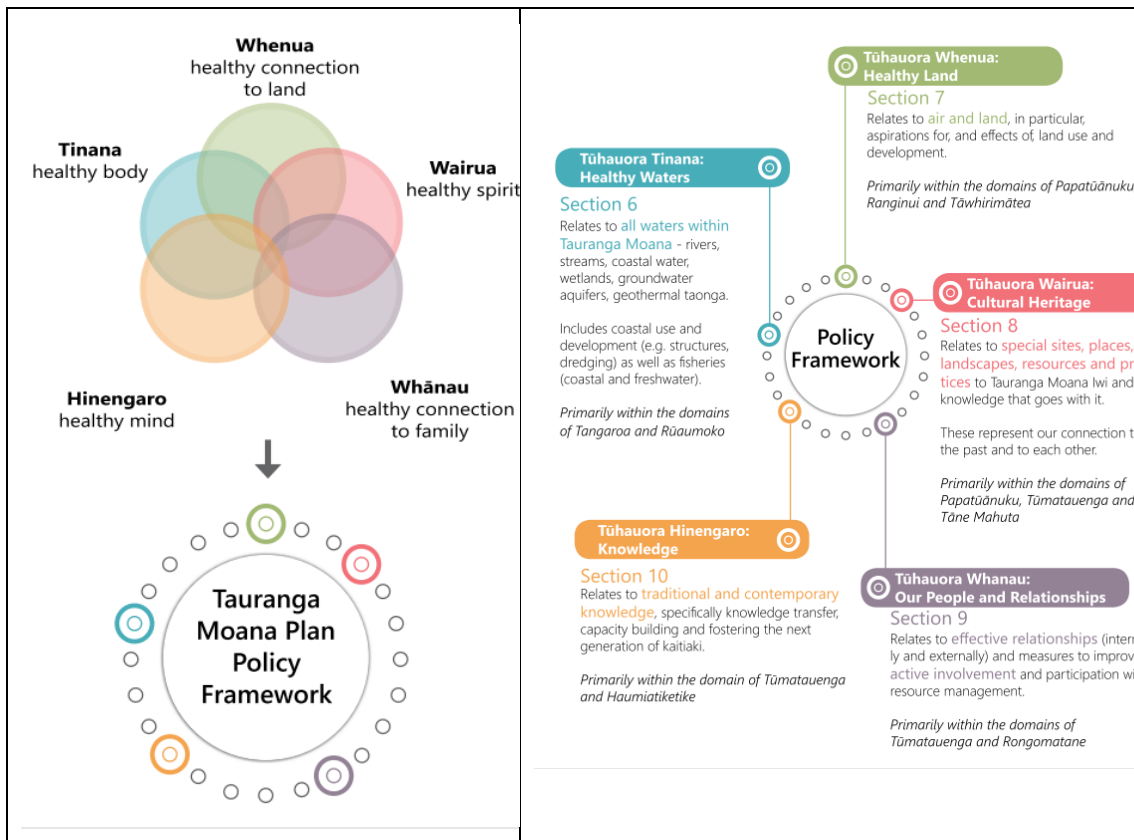 Whenua
healthy connection
to land
Tinana
healthy body
Wairua
healthy spirit
Hinengaro
healthy mind
Whānau
healthy connection
to family
Tauranga
Moana Plan
Policy
Framework
Tūhauora Whenua:
Healthy Land
Section 7
Relates to air and land, in particular,
aspirations for, and effects of, land use and
development.
Primarily within the domains of Papatūānuku
Ranginui and Tāwhirimātea
Tūhauora Tinana:
Healthy Waters
Section 6
Relates to all waters within
Tauranga Moana - rivers,
streams, coastal water,
wetlands, groundwater
aquifers, geothermal taonga.
Includes coastal use and
development (e.g. structures,
dredging) as well as fisheries
(coastal and freshwater).
Primarily within the domains
of Tangaroa and Rūaumoko
Policy
Framework
Tūhauora Wairua:
Cultural Heritage
Section 8
Relates to special sites, places,
landscapes, resources and pr
tices to Tauranga Moana Iwi and
knowledge that goes with it.
These represent our connection t
the past and to each other.
Primarily within the domains of
Papatūānuku, Tūmatauenga and
Tāne Mahuta
Tūhauora Hinengaro:
Knowledge
Section 10
Relates to traditional and contemporary
knowledge, specifically knowledge transfer,
capacity building and fostering the next
generation of kaitiaki.
Primarily within the domain of Tūmatauenga
and Haumiatiketike
Tūhauora Whanau:
Our People and Relationships
Section 9
Relates to effective relationships (intern
ly and externally) and measures to improv
active involvement and participation wi
resource management.
Primarily within the domains of
Tūmatauenga and Rongomatane